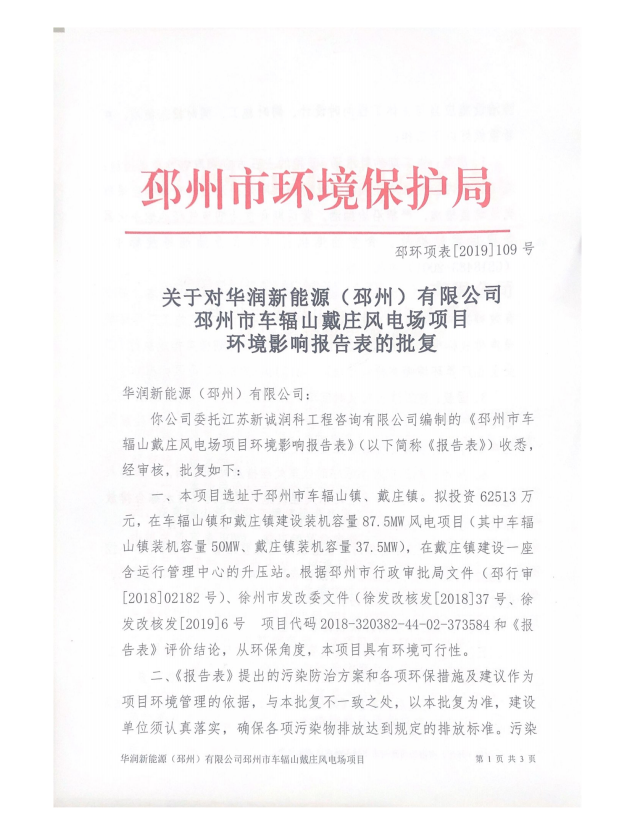 邳州市环境保护局
邳环项表[2019]109 号
关于对华润新能源（邳州）有限公司
邳州市车辐山戴庄风电场项目
环境影响报告表的批复
华润新能源（邳州）有限公司：
你公司委托江苏新诚润科工程咨询有限公司编制的《邳州市车
辐山戴庄风电场项目环境影响报告表》（以下简称《报告表》）收悉，
经审核，批复如下：
一、本项目选址于邳州市车辐山镇、戴庄镇。拟投资 62513 万
元，在车辐山镇和戴庄镇建设装机容量 87.5MW 风电项目（其中车辐
山镇装机容量 50MW、戴庄镇装机容量 37.5MW），在戴庄镇建设一座
含运行管理中心的升压站。根据邳州市行政审批局文件（邳行审
[2018]02182 号）、徐州市发改委文件（徐发改核发[2018]37 号、徐
发改核发[2019]6 号 项目代码 2018-320382-44-02-373584 和《报
告表》评价结论，从环保角度，本项目具有环境可行性。
二、《报告表》提出的污染防治方案和各项环保措施及建议作为
项目环境管理的依据，与本批复不一致之处，以本批复为准，建设
单位须认真落实，确保各项污染物排放达到规定的排放标准。污染
华润新能源（邳州）有限公司邳州市车辐山戴庄风电场项目 第 1 页 共 3 页